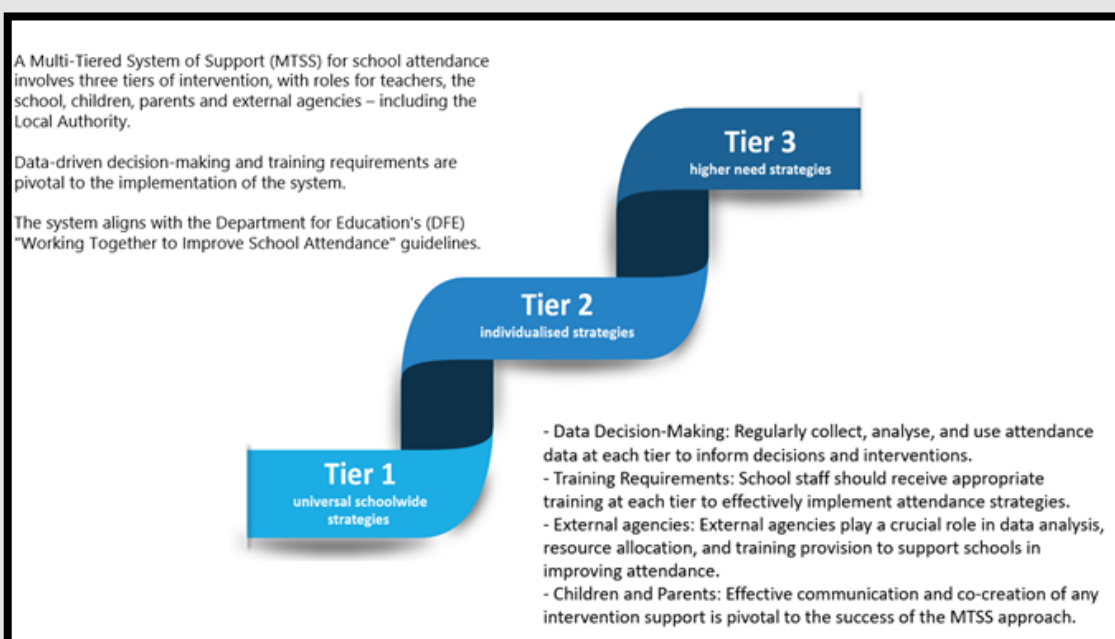 A Multi-Tiered System of Support (MTSS) for school attendance
involves three tiers of intervention, with roles for teachers, the
school, children, parents and external agencies – including the
Local Authority.
Data-driven decision-making and training requirements are
pivotal to the implementation of the system.
The system aligns with the Department for Education's (DFE)
"Working Together to Improve School Attendance" guidelines.
Tier 3
higher need strategies
Tier 2
individualised strategies
Tier 1
universal schoolwide
strategies
- Data Decision-Making: Regularly collect, analyse, and use attendance
data at each tier to inform decisions and interventions.
- Training Requirements: School staff should receive appropriate
training at each tier to effectively implement attendance strategies.
- External agencies: External agencies play a crucial role in data analysis,
resource allocation, and training provision to support schools in
improving attendance.
- Children and Parents: Effective communication and co-creation of any
intervention support is pivotal to the success of the MTSS approach.